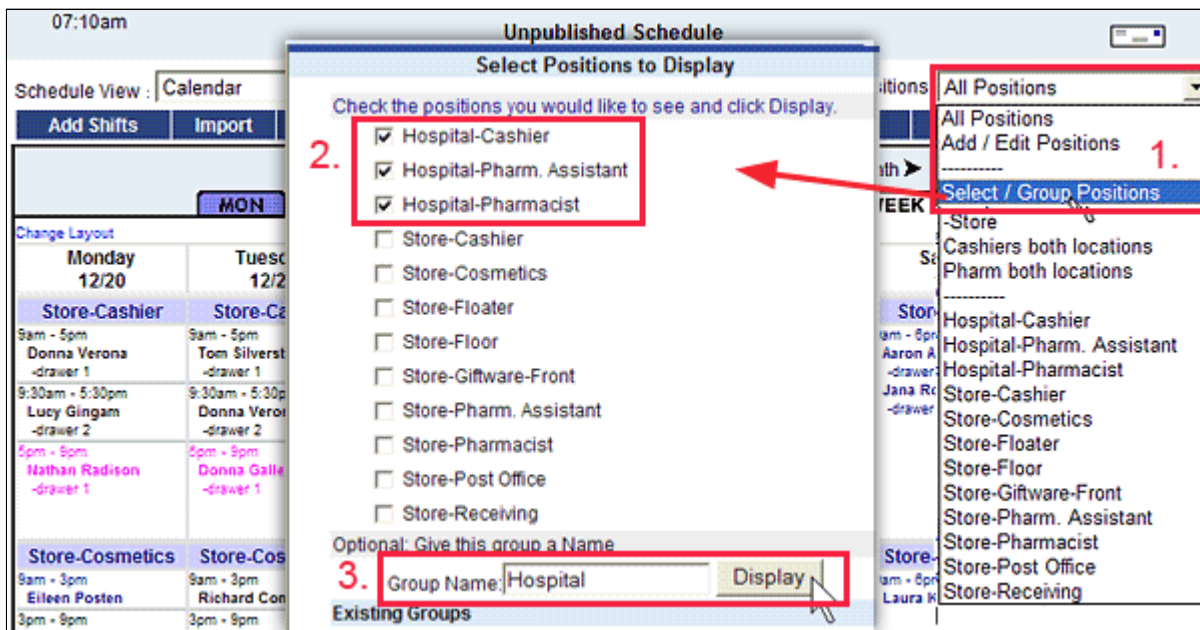 07:10am
Unpublished Schedule
Select Positions to Display
Schedule View : Calendar
itions All Positions
Add Shifts Import
Check the positions you would like to see and click Display.
2.
Hospital-Cashier
Hospital-Pharm. Assistant
Hospital-Pharmacist
Store-Cashier
Store-Cosmetics
Store-Floater
Store-Floor
Store-Giftware-Front
Store-Pharm. Assistant
Store-Pharmacist
Store-Post Office
Store-Receiving
Optional: Give this group a Name
3. Group Name: Hospital Display
Existing Groups
1.
All Positions
Add / Edit Positions
----------
Select / Group Positions
-Store
Cashiers both locations
Pharm both locations
----------
Hospital-Cashier
Hospital-Pharm. Assistant
Hospital-Pharmacist
Store-Cashier
Store-Cosmetics
Store-Floater
Store-Floor
Store-Giftware-Front
Store-Pharm. Assistant
Store-Pharmacist
Store-Post Office
Store-Receiving
MON
EEK
Change Layout
Monday
12/20
Store-Cashier
9am - 5pm
Donna Verona
-drawer 1
9:30am - 5:30pm
Lucy Gingam
-drawer 2
5pm - 9pm
Nathan Radison
-drawer 1
Store-Cosmetics
9am - 3pm
Eileen Posten
3pm - 9pm
Tuesd
12/2
Store-Ca
9am - 5pm
Tom Silverst
-drawer 1
9:30am - 5:30p
Donna Veron
-drawer 2
5pm - 9pm
Donna Galle
-drawer 1
Store-Cos
9am - 3pm
Richard Con
3pm - 9pm
Sa
Stor
Aaron A
-drawer
Jana Ro
-drawer
Store-
Laura K